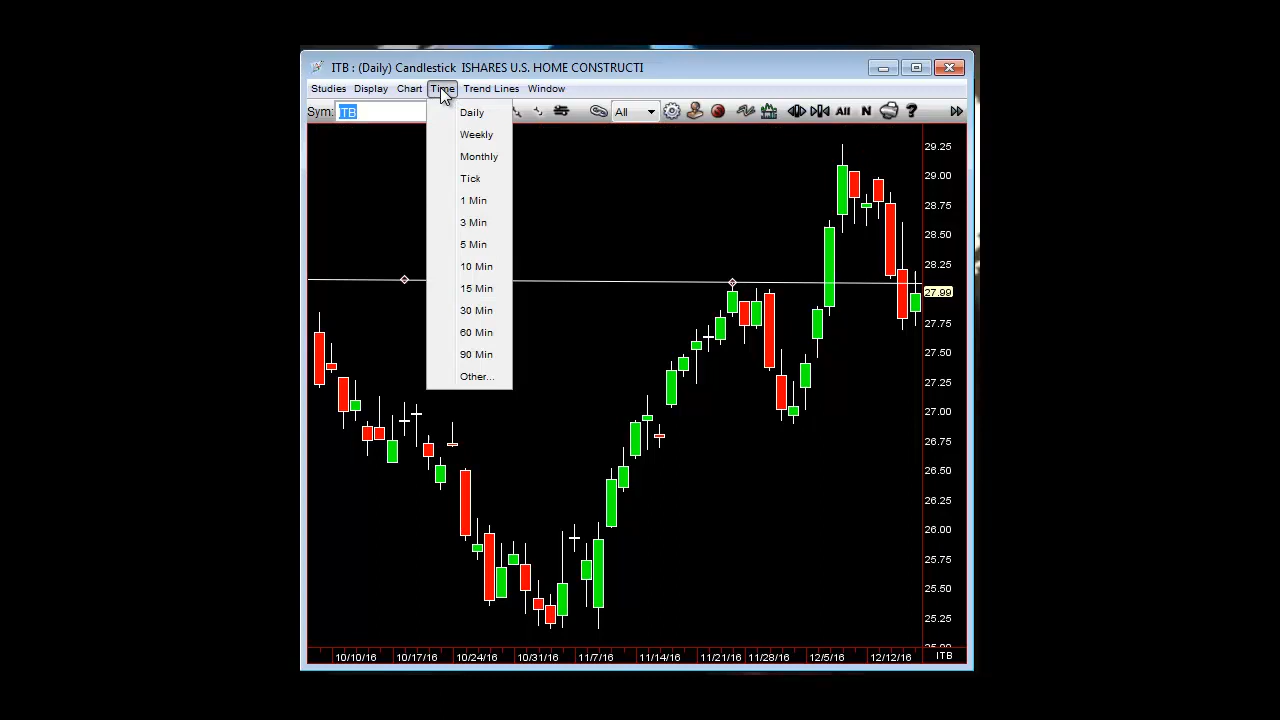 ITB : (Daily) Candlestick ISHARES U.S. HOME CONSTRUCTI
Studies Display Chart Time Trend Lines Window
Sym: ITB All All N ?
Daily
Weekly
Monthly
Tick
1 Min
3 Min
5 Min
10 Min
15 Min
30 Min
60 Min
90 Min
Other...
29.25
29.00
28.75
28.50
28.25
27.99
27.75
27.50
27.25
27.00
26.75
26.50
26.25
26.00
25.75
25.50
25.25
25.00
10/10/16 10/17/16 10/24/16 10/31/16 11/7/16 11/14/16 11/21/16 11/28/16 12/5/16 12/12/16 ITB